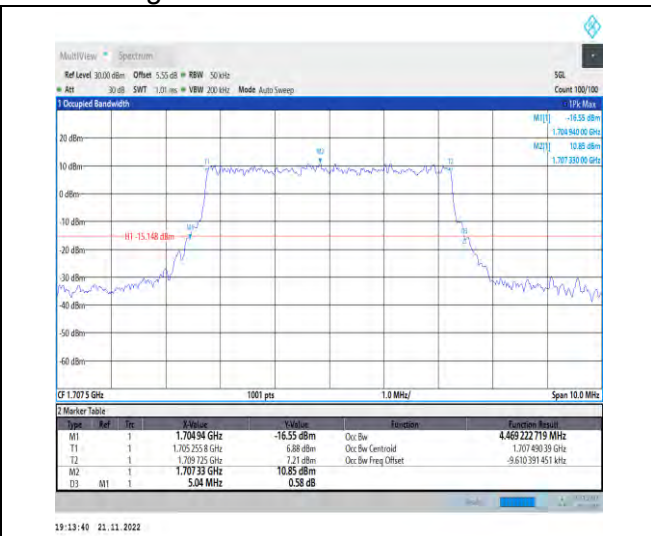 MultiView Spectrum
Ref Level 30.00 dBm Offset 5.55 dB RBW 50 kHz SGL
Att 30 dB SWT 1.01 ms VBW 200 kHz Mode Auto Sweep Count 100/100
1 Occupied Bandwidth 1Pk Max
M1[1] -16.55 dBm
1.704 940 00 GHz
M2[1] 10.85 dBm
1.707 330 00 GHz
20 dBm
M2
T1 T2
10 dBm
0 dBm
-10 dBm
M1
H1 -15.148 dBm
-20 dBm
-30 dBm
-40 dBm
-50 dBm
-60 dBm
CF 1.707 5 GHz 1001 pts 1.0 MHz/ Span 10.0 MHz
2 Marker Table
Type Ref Trc X-Value Y-Value Function Function Result
M1 1 1.704 94 GHz -16.55 dBm Occ Bw 4.469 222 719 MHz
T1 1 1.705 255 8 GHz 6.88 dBm Occ Bw Centroid 1.707 490 39 GHz
T2 1 1.709 725 GHz 7.21 dBm Occ Bw Freq Offset -9.610 391 451 kHz
M2 1 1.707 33 GHz 10.85 dBm
D3 M1 1 5.04 MHz 0.58 dB
19:13:40 21.11.2022